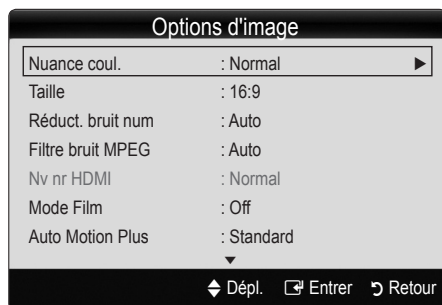 Options d'image
Nuance coul. : Normal
Taille : 16:9
Réduct. bruit num : Auto
Filtre bruit MPEG : Auto
Nv nr HDMI : Normal
Mode Film : Off
Auto Motion Plus : Standard
Dépl. Entrer Retour